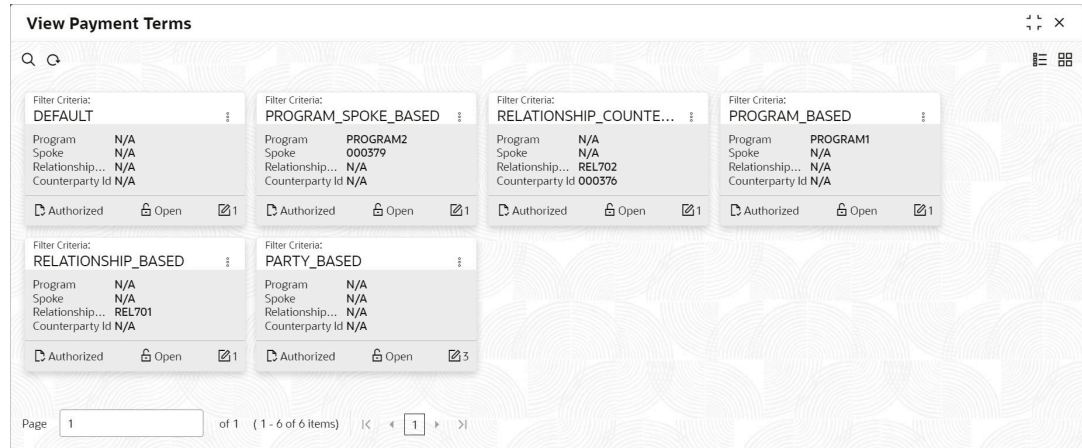 View Payment Terms
Filter Criteria:
DEFAULT
Program N/A
Spoke N/A
Relationship... N/A
Counterparty Id N/A
Authorized Open 1
Filter Criteria:
PROGRAM_SPOKE_BASED
Program PROGRAM2
Spoke 000379
Relationship... N/A
Counterparty Id N/A
Authorized Open 1
Filter Criteria:
RELATIONSHIP_COUNTE...
Program N/A
Spoke N/A
Relationship... REL702
Counterparty Id 000376
Authorized Open 1
Filter Criteria:
PROGRAM_BASED
Program PROGRAM1
Spoke N/A
Relationship... N/A
Counterparty Id N/A
Authorized Open 1
Filter Criteria:
RELATIONSHIP_BASED
Program N/A
Spoke N/A
Relationship... REL701
Counterparty Id N/A
Authorized Open 1
Filter Criteria:
PARTY_BASED
Program N/A
Spoke N/A
Relationship... N/A
Counterparty Id N/A
Authorized Open 3
Page 1 of 1 (1 - 6 of 6 items) 1